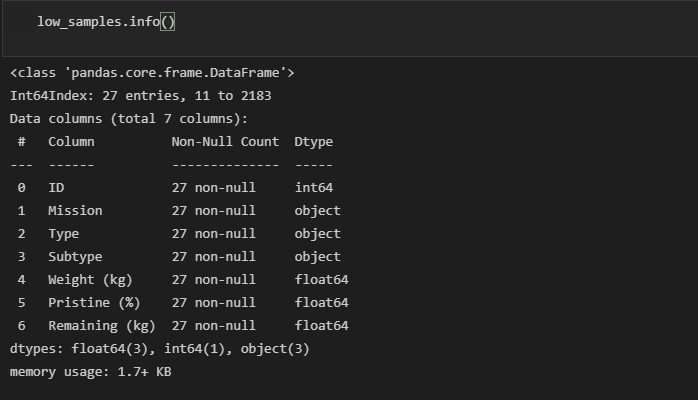 low_samples.info()
<class 'pandas.core.frame.DataFrame'>
Int64Index: 27 entries, 11 to 2183
Data columns (total 7 columns):
 #   Column          Non-Null Count  Dtype
---  ------          --------------  -----
 0   ID              27 non-null     int64
 1   Mission         27 non-null     object
 2   Type            27 non-null     object
 3   Subtype         27 non-null     object
 4   Weight (kg)     27 non-null     float64
 5   Pristine (%)    27 non-null     float64
 6   Remaining (kg)  27 non-null     float64
dtypes: float64(3), int64(1), object(3)
memory usage: 1.7+ KB